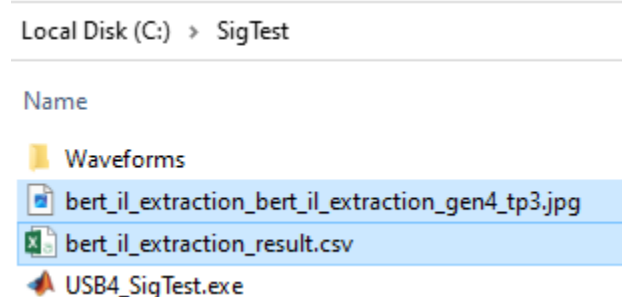 Local Disk (C:) > SigTest
Name
Waveforms
bert_il_extraction_bert_il_extraction_gen4_tp3.jpg
bert_il_extraction_result.csv
USB4_SigTest.exe